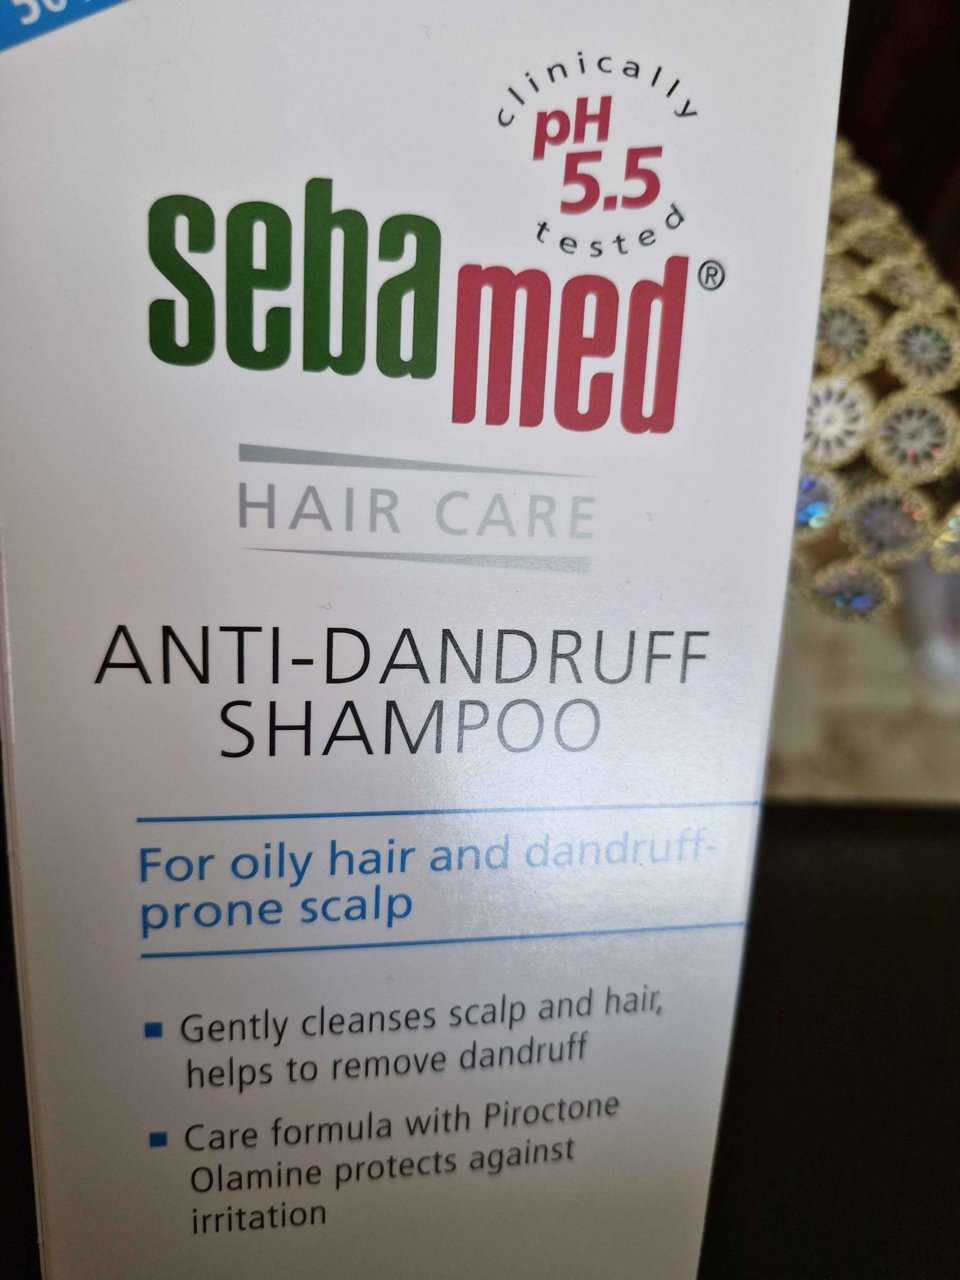 clinically
pH
5.5
tested
sebamed®
HAIR CARE
ANTI-DANDRUFF
SHAMPOO
For oily hair and dandruff-
prone scalp
▪ Gently cleanses scalp and hair,
helps to remove dandruff
▪ Care formula with Piroctone
Olamine protects against
irritation